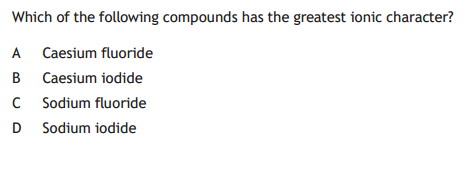 Which of the following compounds has the greatest ionic character?
A Caesium fluoride
B Caesium iodide
C Sodium fluoride
D Sodium iodide